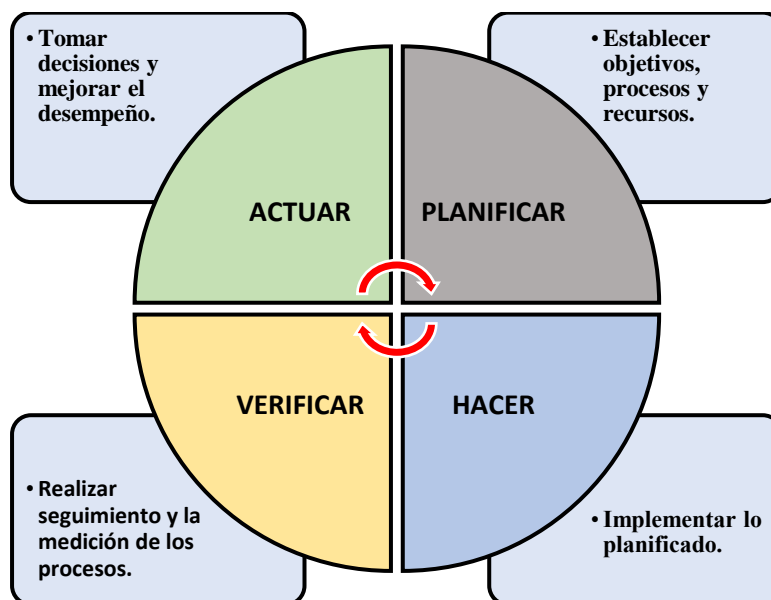 • Tomar
decisiones y
mejorar el
desempeño.
• Establecer
objetivos,
procesos y
recursos.
ACTUAR
PLANIFICAR
VERIFICAR
HACER
• Realizar
seguimiento y la
medición de los
procesos.
• Implementar lo
planificado.